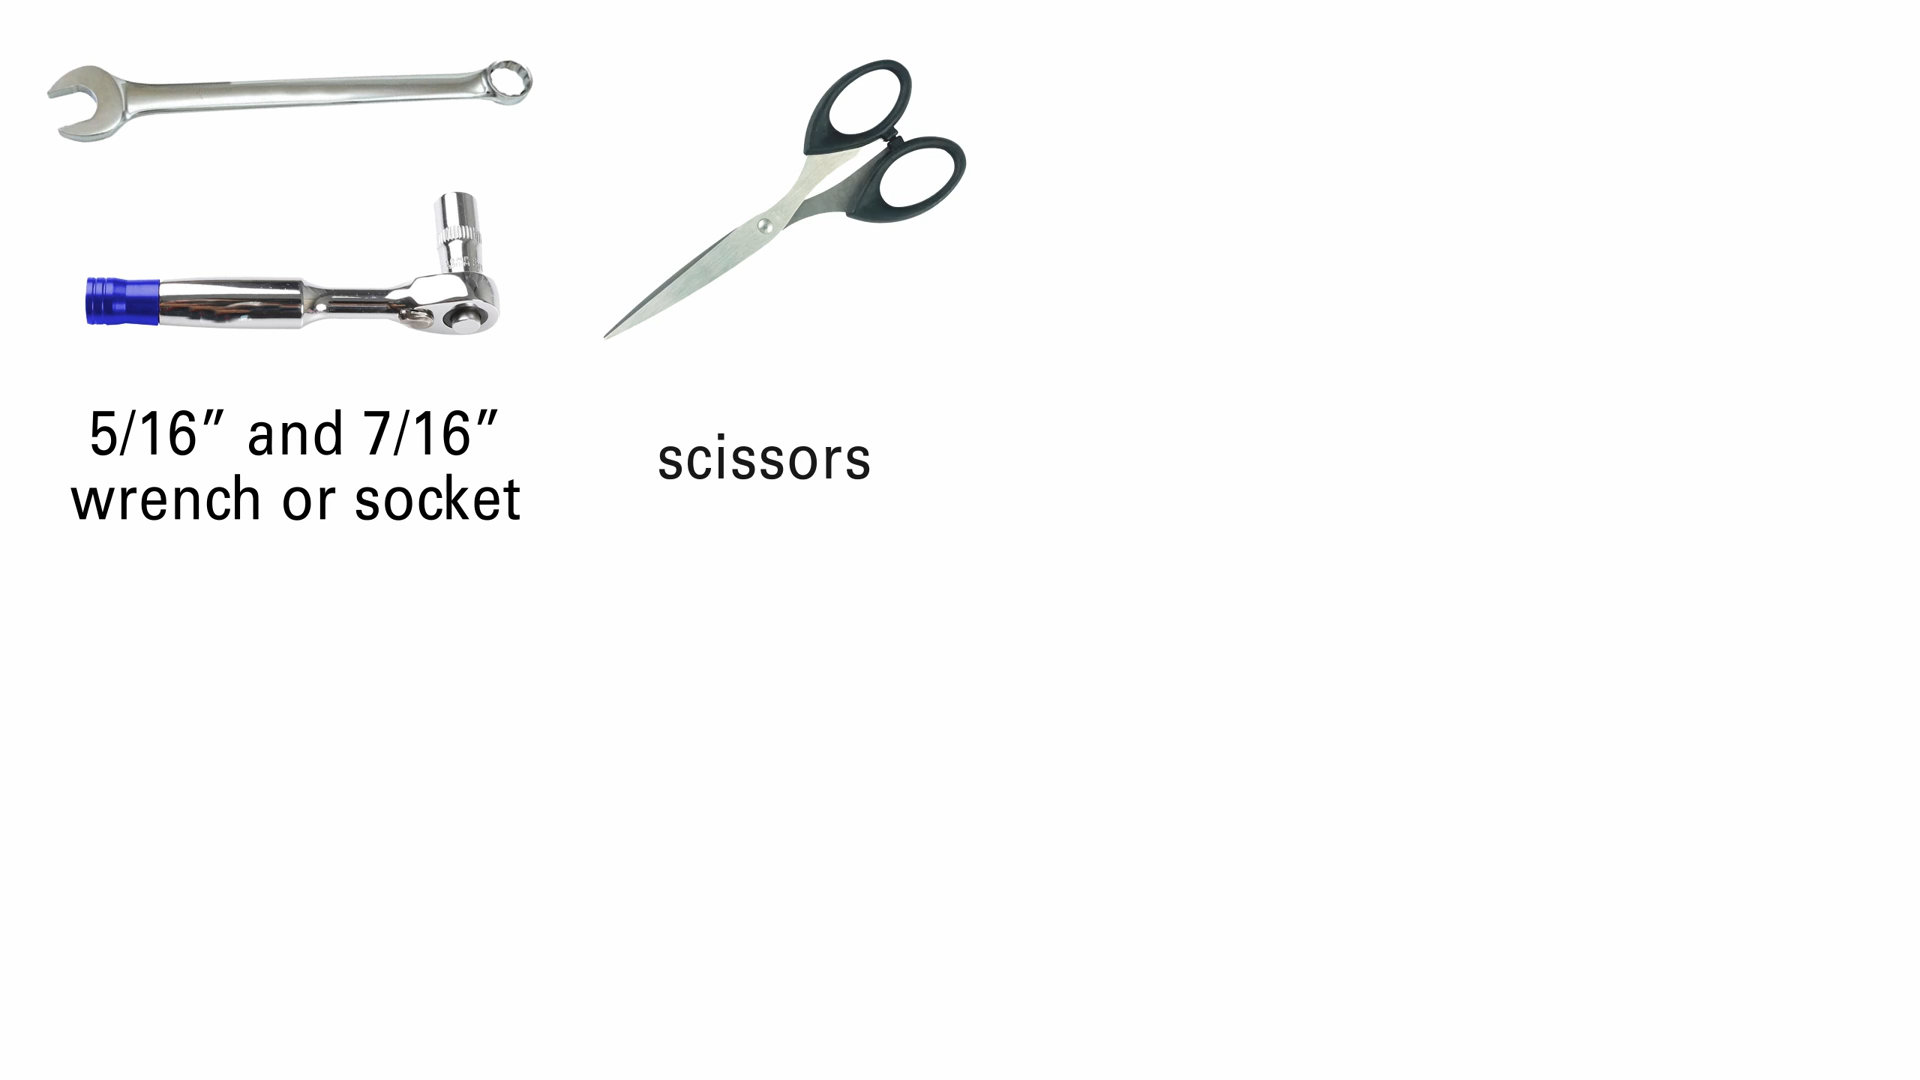 5/16” and 7/16”
wrench or socket
scissors